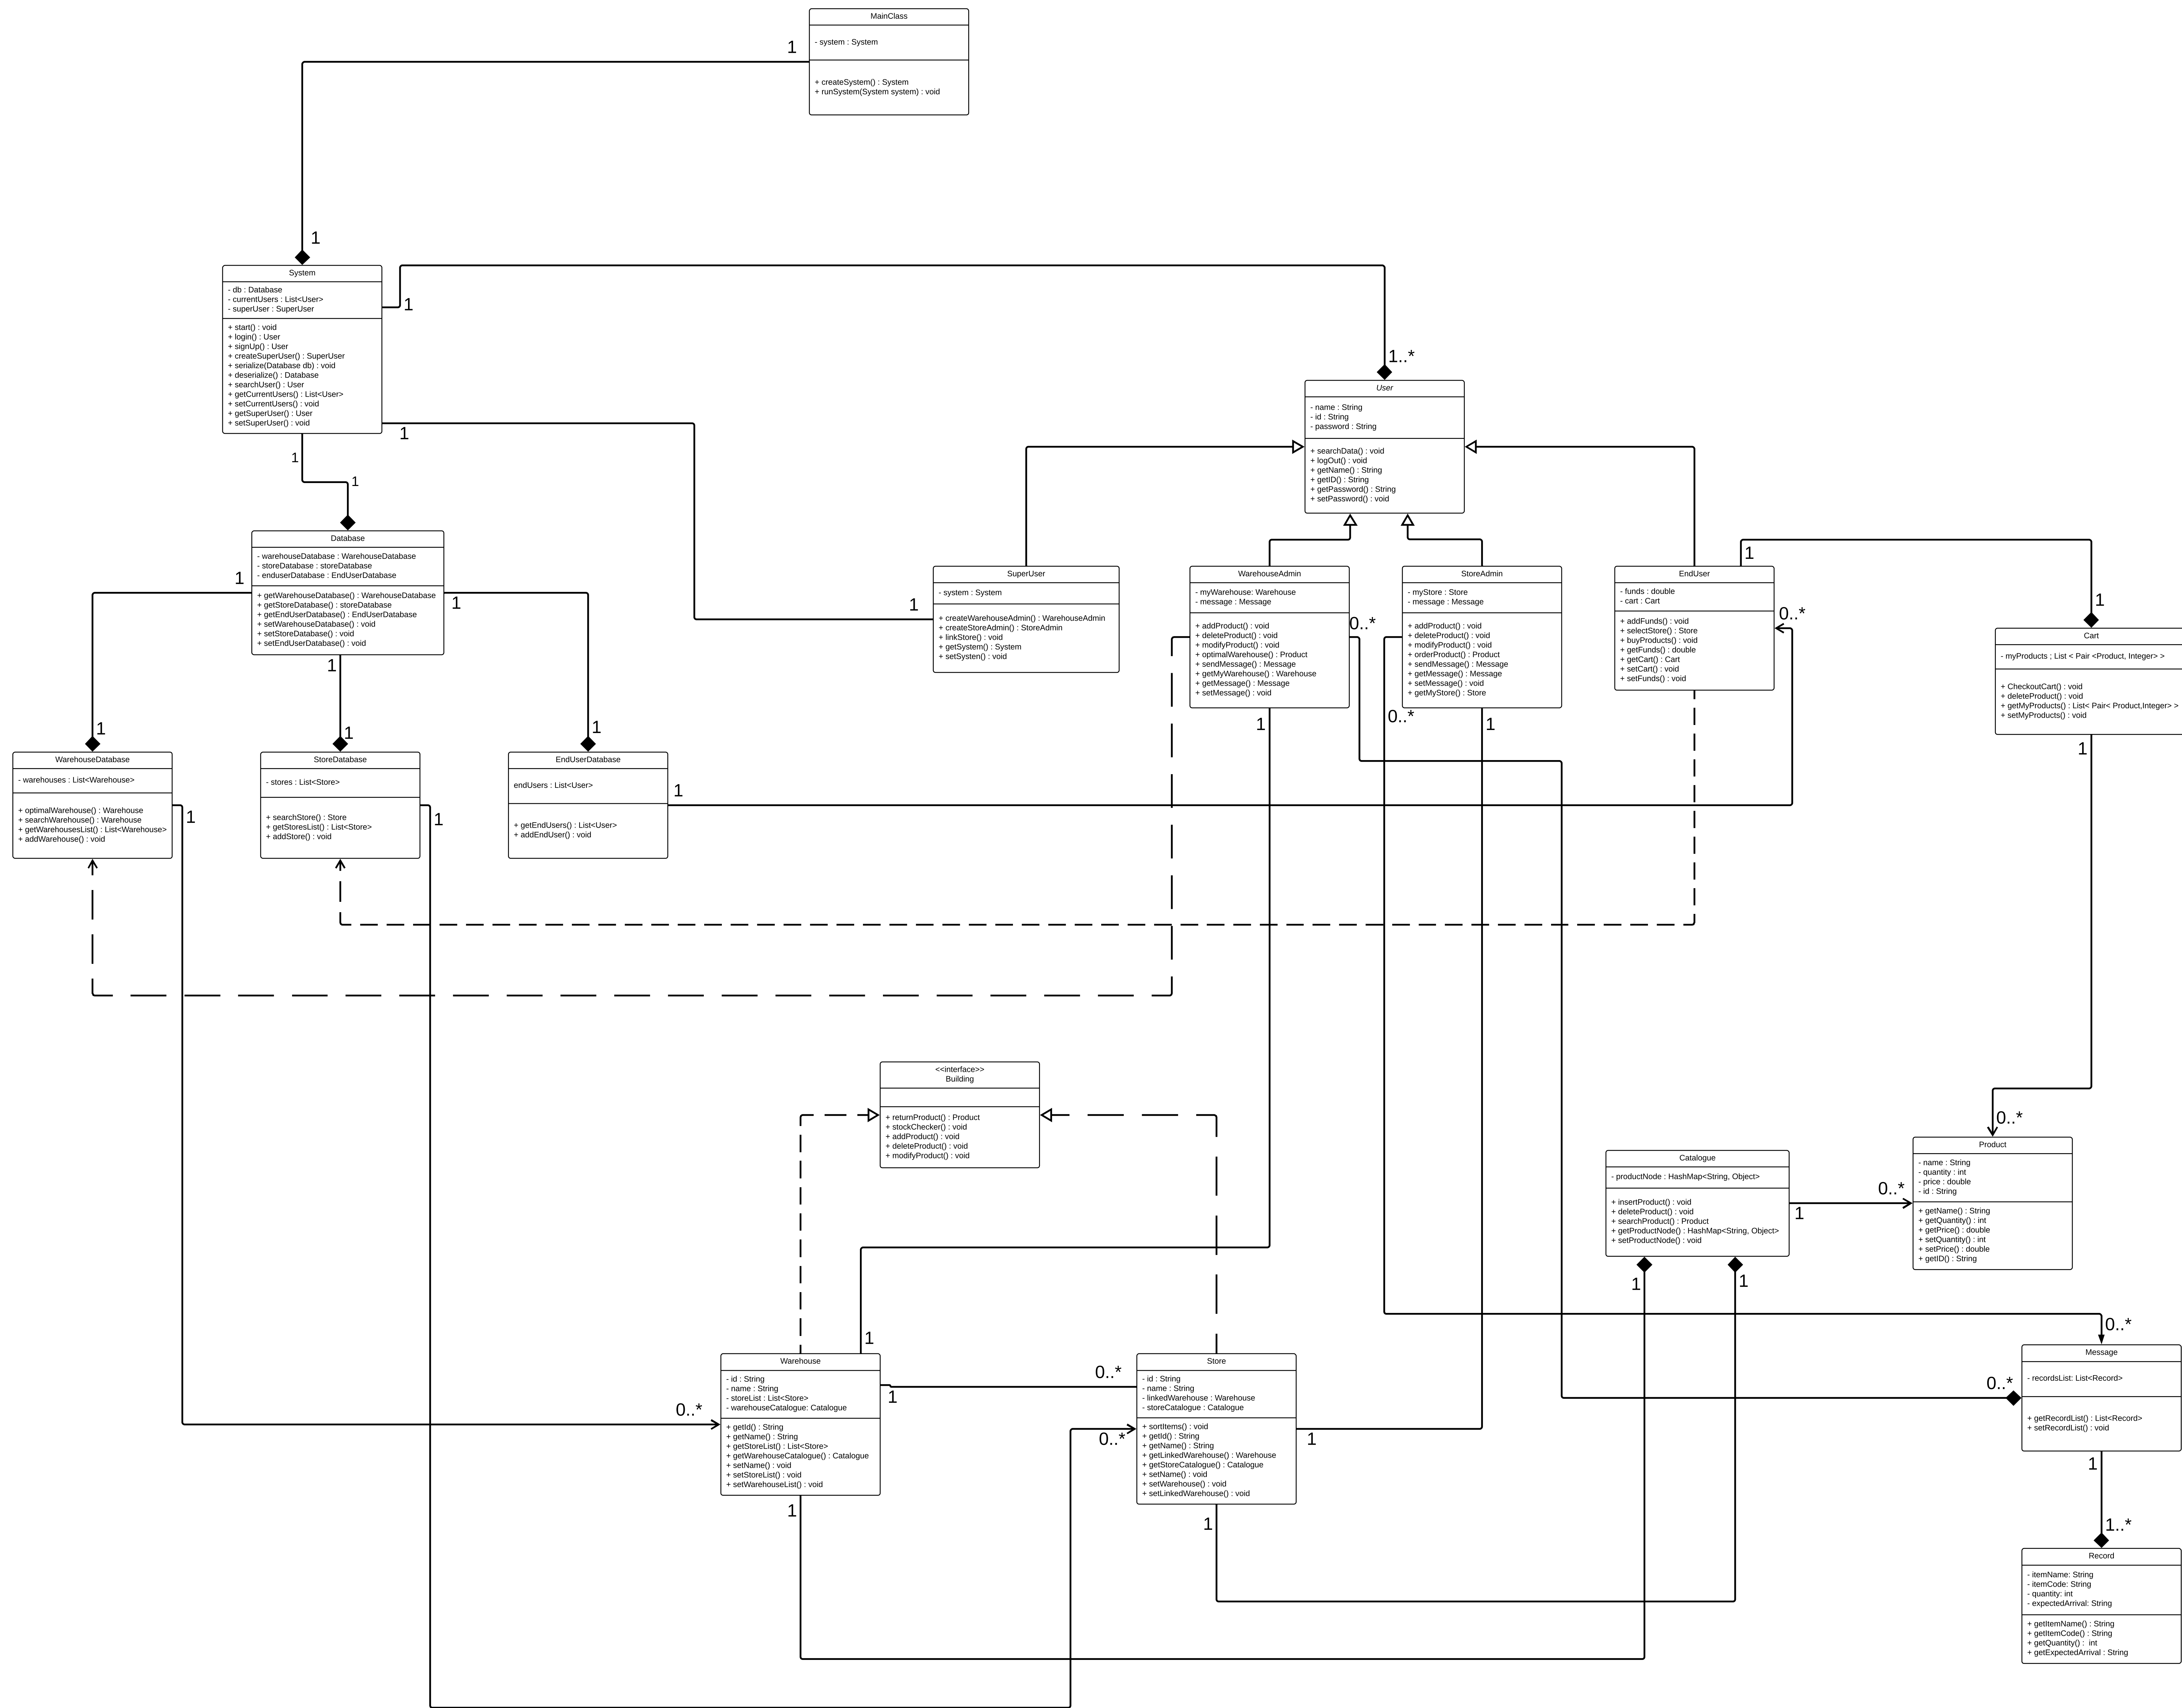 MainClass
- system : System
+ createSystem() : System
+ runSystem(System system) : void
1
1
System
- db : Database
- currentUsers : List<User>
- superUser : SuperUser
+ start() : void
+ login() : User
+ signUp() : User
+ createSuperUser() : SuperUser
+ serialize(Database db) : void
+ deserialize() : Database
+ searchUser() : User
+ getCurrentUsers() : List<User>
+ setCurrentUsers() : void
+ getSuperUser() : User
+ setSuperUser() : void
1
1..*
1
1
1
1
User
- name : String
- id : String
- password : String
+ searchData() : void
+ logOut() : void
+ getName() : String
+ getID() : String
+ getPassword() : String
+ setPassword() : void
Database
- warehouseDatabase : WarehouseDatabase
- storeDatabase : storeDatabase
- enduserDatabase : EndUserDatabase
+ getWarehouseDatabase() : WarehouseDatabase
+ getStoreDatabase() : storeDatabase
+ getEndUserDatabase() : EndUserDatabase
+ setWarehouseDatabase() : void
+ setStoreDatabase() : void
+ setEndUserDatabase() : void
1
1
1
1
1
1
SuperUser
- system : System
+ createWarehouseAdmin() : WarehouseAdmin
+ createStoreAdmin() : StoreAdmin
+ linkStore() : void
+ getSystem() : System
+ setSysten() : void
WarehouseAdmin
- myWarehouse: Warehouse
- message : Message
+ addProduct() : void
+ deleteProduct() : void
+ modifyProduct() : void
+ optimalWarehouse() : Product
+ sendMessage() : Message
+ getMyWarehouse() : Warehouse
+ getMessage() : Message
+ setMessage() : void
0..*
1
StoreAdmin
- myStore : Store
- message : Message
+ addProduct() : void
+ deleteProduct() : void
+ modifyProduct() : void
+ orderProduct() : Product
+ sendMessage() : Message
+ getMessage() : Message
+ setMessage() : void
+ getMyStore() : Store
0..*
1
EndUser
- funds : double
- cart : Cart
+ addFunds() : void
+ selectStore() : Store
+ buyProducts() : void
+ getFunds() : double
+ getCart() : Cart
+ setCart() : void
+ setFunds() : void
1
0..*
1
Cart
- myProducts ; List < Pair <Product, Integer> >
+ CheckoutCart() : void
+ deleteProduct() : void
+ getMyProducts() : List< Pair< Product,Integer> >
+ setMyProducts() : void
1
WarehouseDatabase
- warehouses : List<Warehouse>
+ optimalWarehouse() : Warehouse
+ searchWarehouse() : Warehouse
+ getWarehousesList() : List<Warehouse>
+ addWarehouse() : void
1
StoreDatabase
- stores : List<Store>
+ searchStore() : Store
+ getStoresList() : List<Store>
+ addStore() : void
1
EndUserDatabase
endUsers : List<User>
+ getEndUsers() : List<User>
+ addEndUser() : void
1
<<interface>>
Building
+ returnProduct() : Product
+ stockChecker() : void
+ addProduct() : void
+ deleteProduct() : void
+ modifyProduct() : void
Catalogue
- productNode : HashMap<String, Object>
+ insertProduct() : void
+ deleteProduct() : void
+ searchProduct() : Product
+ getProductNode() : HashMap<String, Object>
+ setProductNode() : void
1
0..*
1
1
0..*
Product
- name : String
- quantity : int
- price : double
- id : String
+ getName() : String
+ getQuantity() : int
+ getPrice() : double
+ setQuantity() : int
+ setPrice() : double
+ getID() : String
1
0..*
Warehouse
- id : String
- name : String
- storeList : List<Store>
- warehouseCatalogue: Catalogue
+ getId() : String
+ getName() : String
+ getStoreList() : List<Store>
+ getWarehouseCatalogue() : Catalogue
+ setName() : void
+ setStoreList() : void
+ setWarehouseList() : void
1
0..*
1
Store
- id : String
- name : String
- linkedWarehouse : Warehouse
- storeCatalogue : Catalogue
+ sortItems() : void
+ getId() : String
+ getName() : String
+ getLinkedWarehouse() : Warehouse
+ getStoreCatalogue() : Catalogue
+ setName() : void
+ setWarehouse() : void
+ setLinkedWarehouse() : void
0..*
1
1
0..*
0..*
Message
- recordsList: List<Record>
+ getRecordList() : List<Record>
+ setRecordList() : void
1
1..*
Record
- itemName: String
- itemCode: String
- quantity: int
- expectedArrival: String
+ getItemName() : String
+ getItemCode() : String
+ getQuantity() :  int
+ getExpectedArrival : String